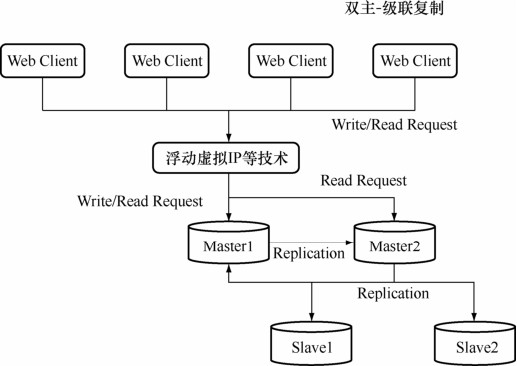 双主-级联复制
Web Client
Web Client
Web Client
Web Client
Write/Read Request
浮动虚拟IP等技术
Read Request
Write/Read Request
Master1
Master2
Replication
Replication
Slave1
Slave2